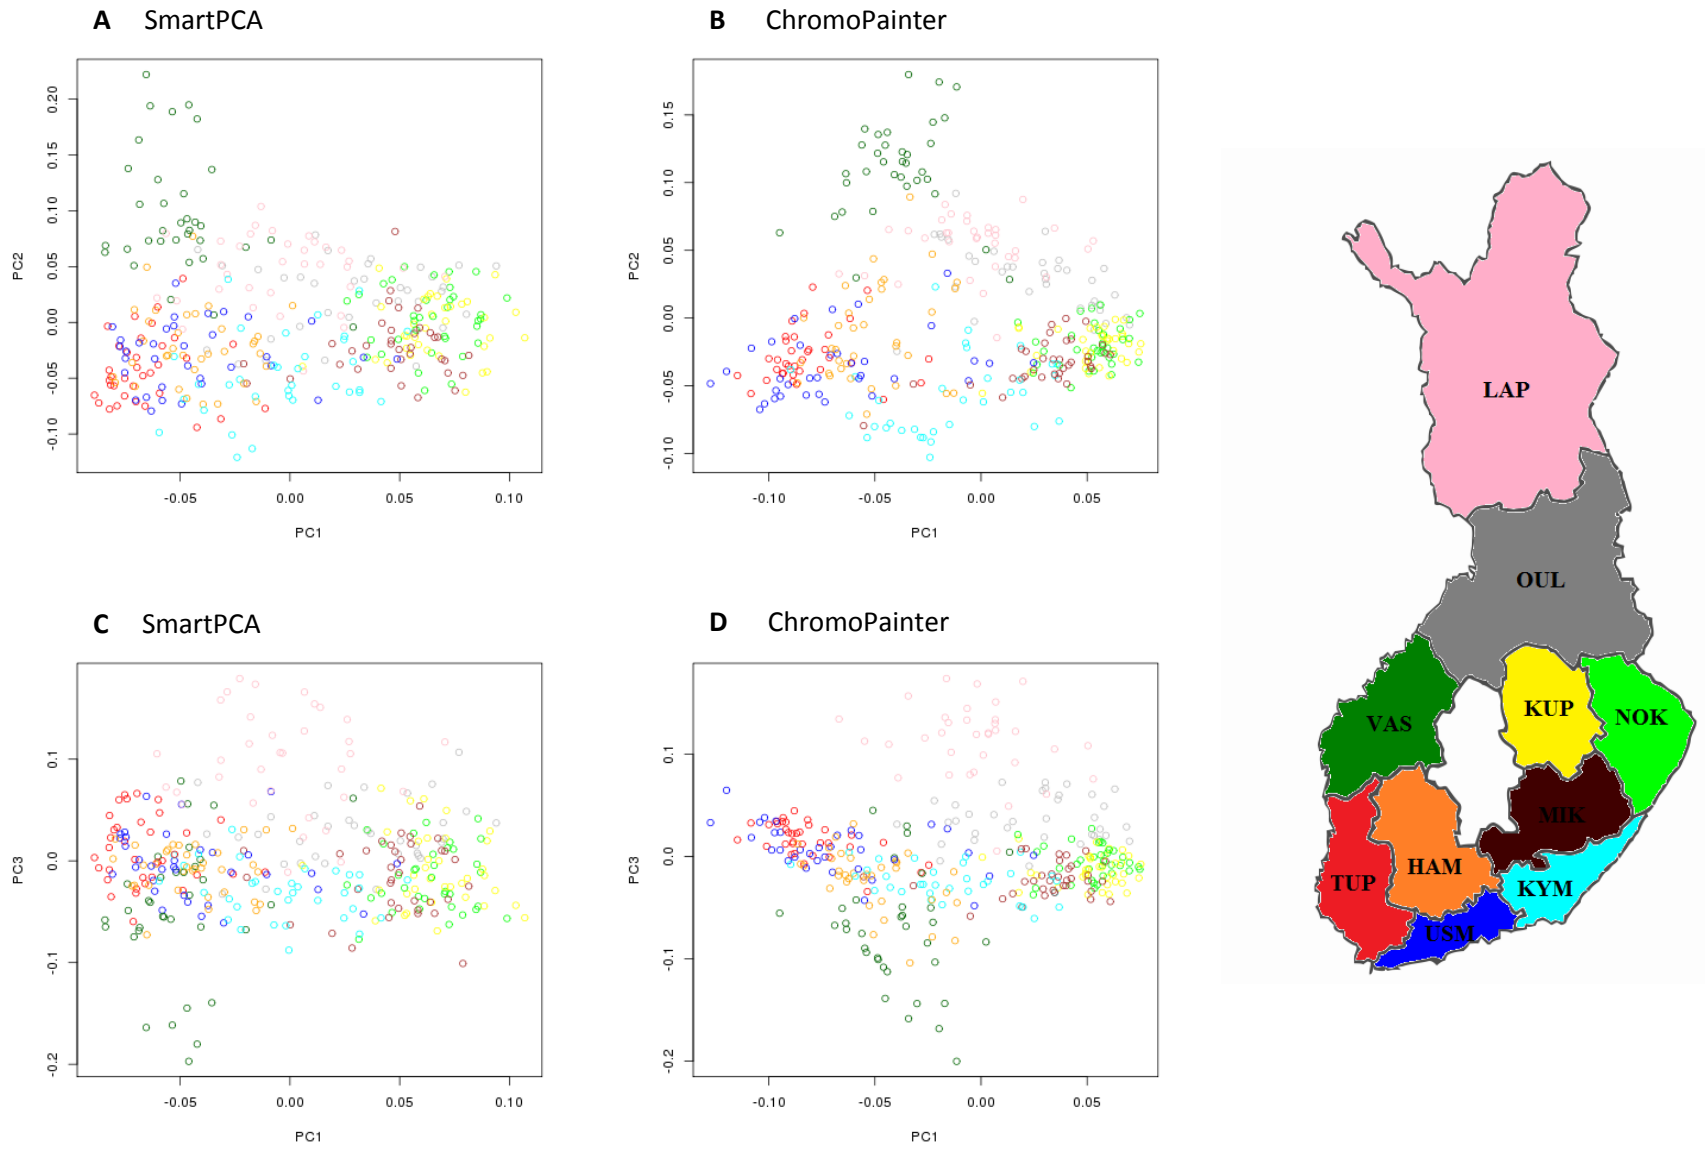 A SmartPCA
B ChromoPainter
0.20
0.15
0.10
0.05
0.00
-0.05
-0.10
PC2
-0.05 0.00 0.05 0.10
PC1
0.15
0.10
0.05
0.00
-0.05
-0.10
PC2
-0.10 -0.05 0.00 0.05
PC1
C SmartPCA
D ChromoPainter
0.1
0.0
-0.1
-0.2
PC3
-0.05 0.00 0.05 0.10
PC1
0.1
0.0
-0.1
-0.2
PC3
-0.10 -0.05 0.00 0.05
PC1
LAP
OUL
VAS
KUP
NOK
MIK
HAM
TUP
KYM
USM